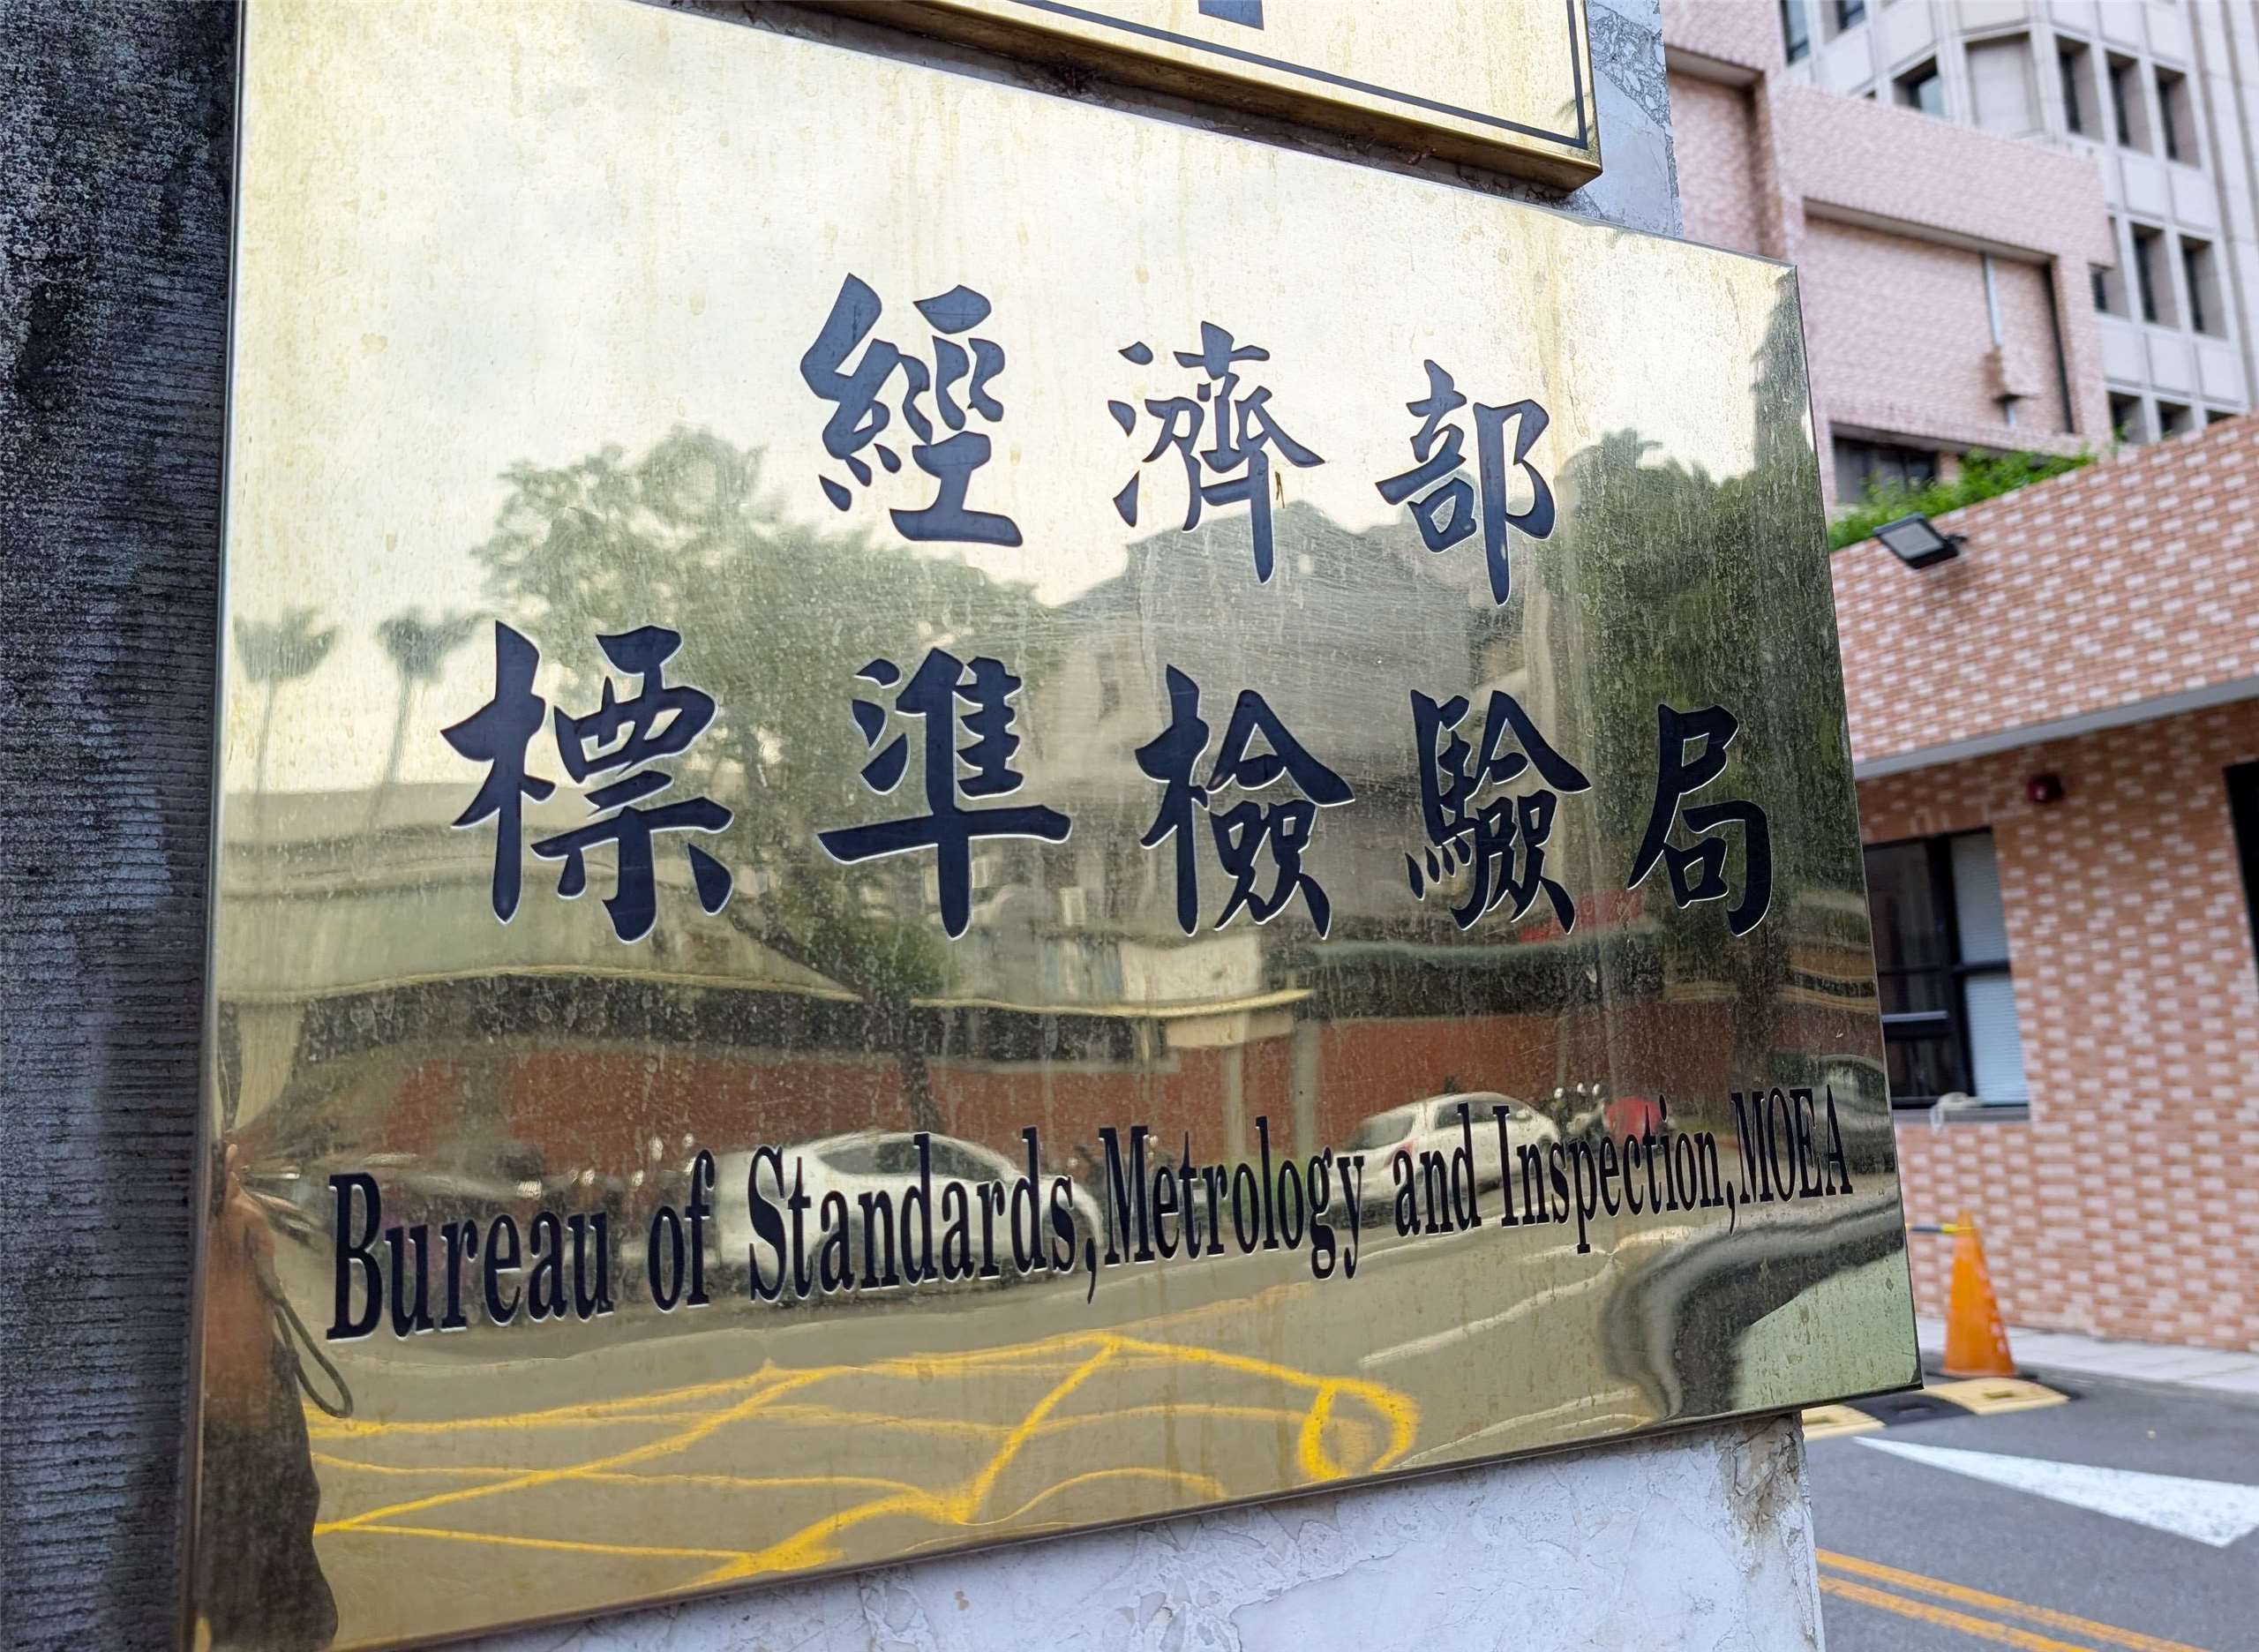 經濟部
標準檢驗局
Bureau of Standards,Metrology and Inspection,MOEA